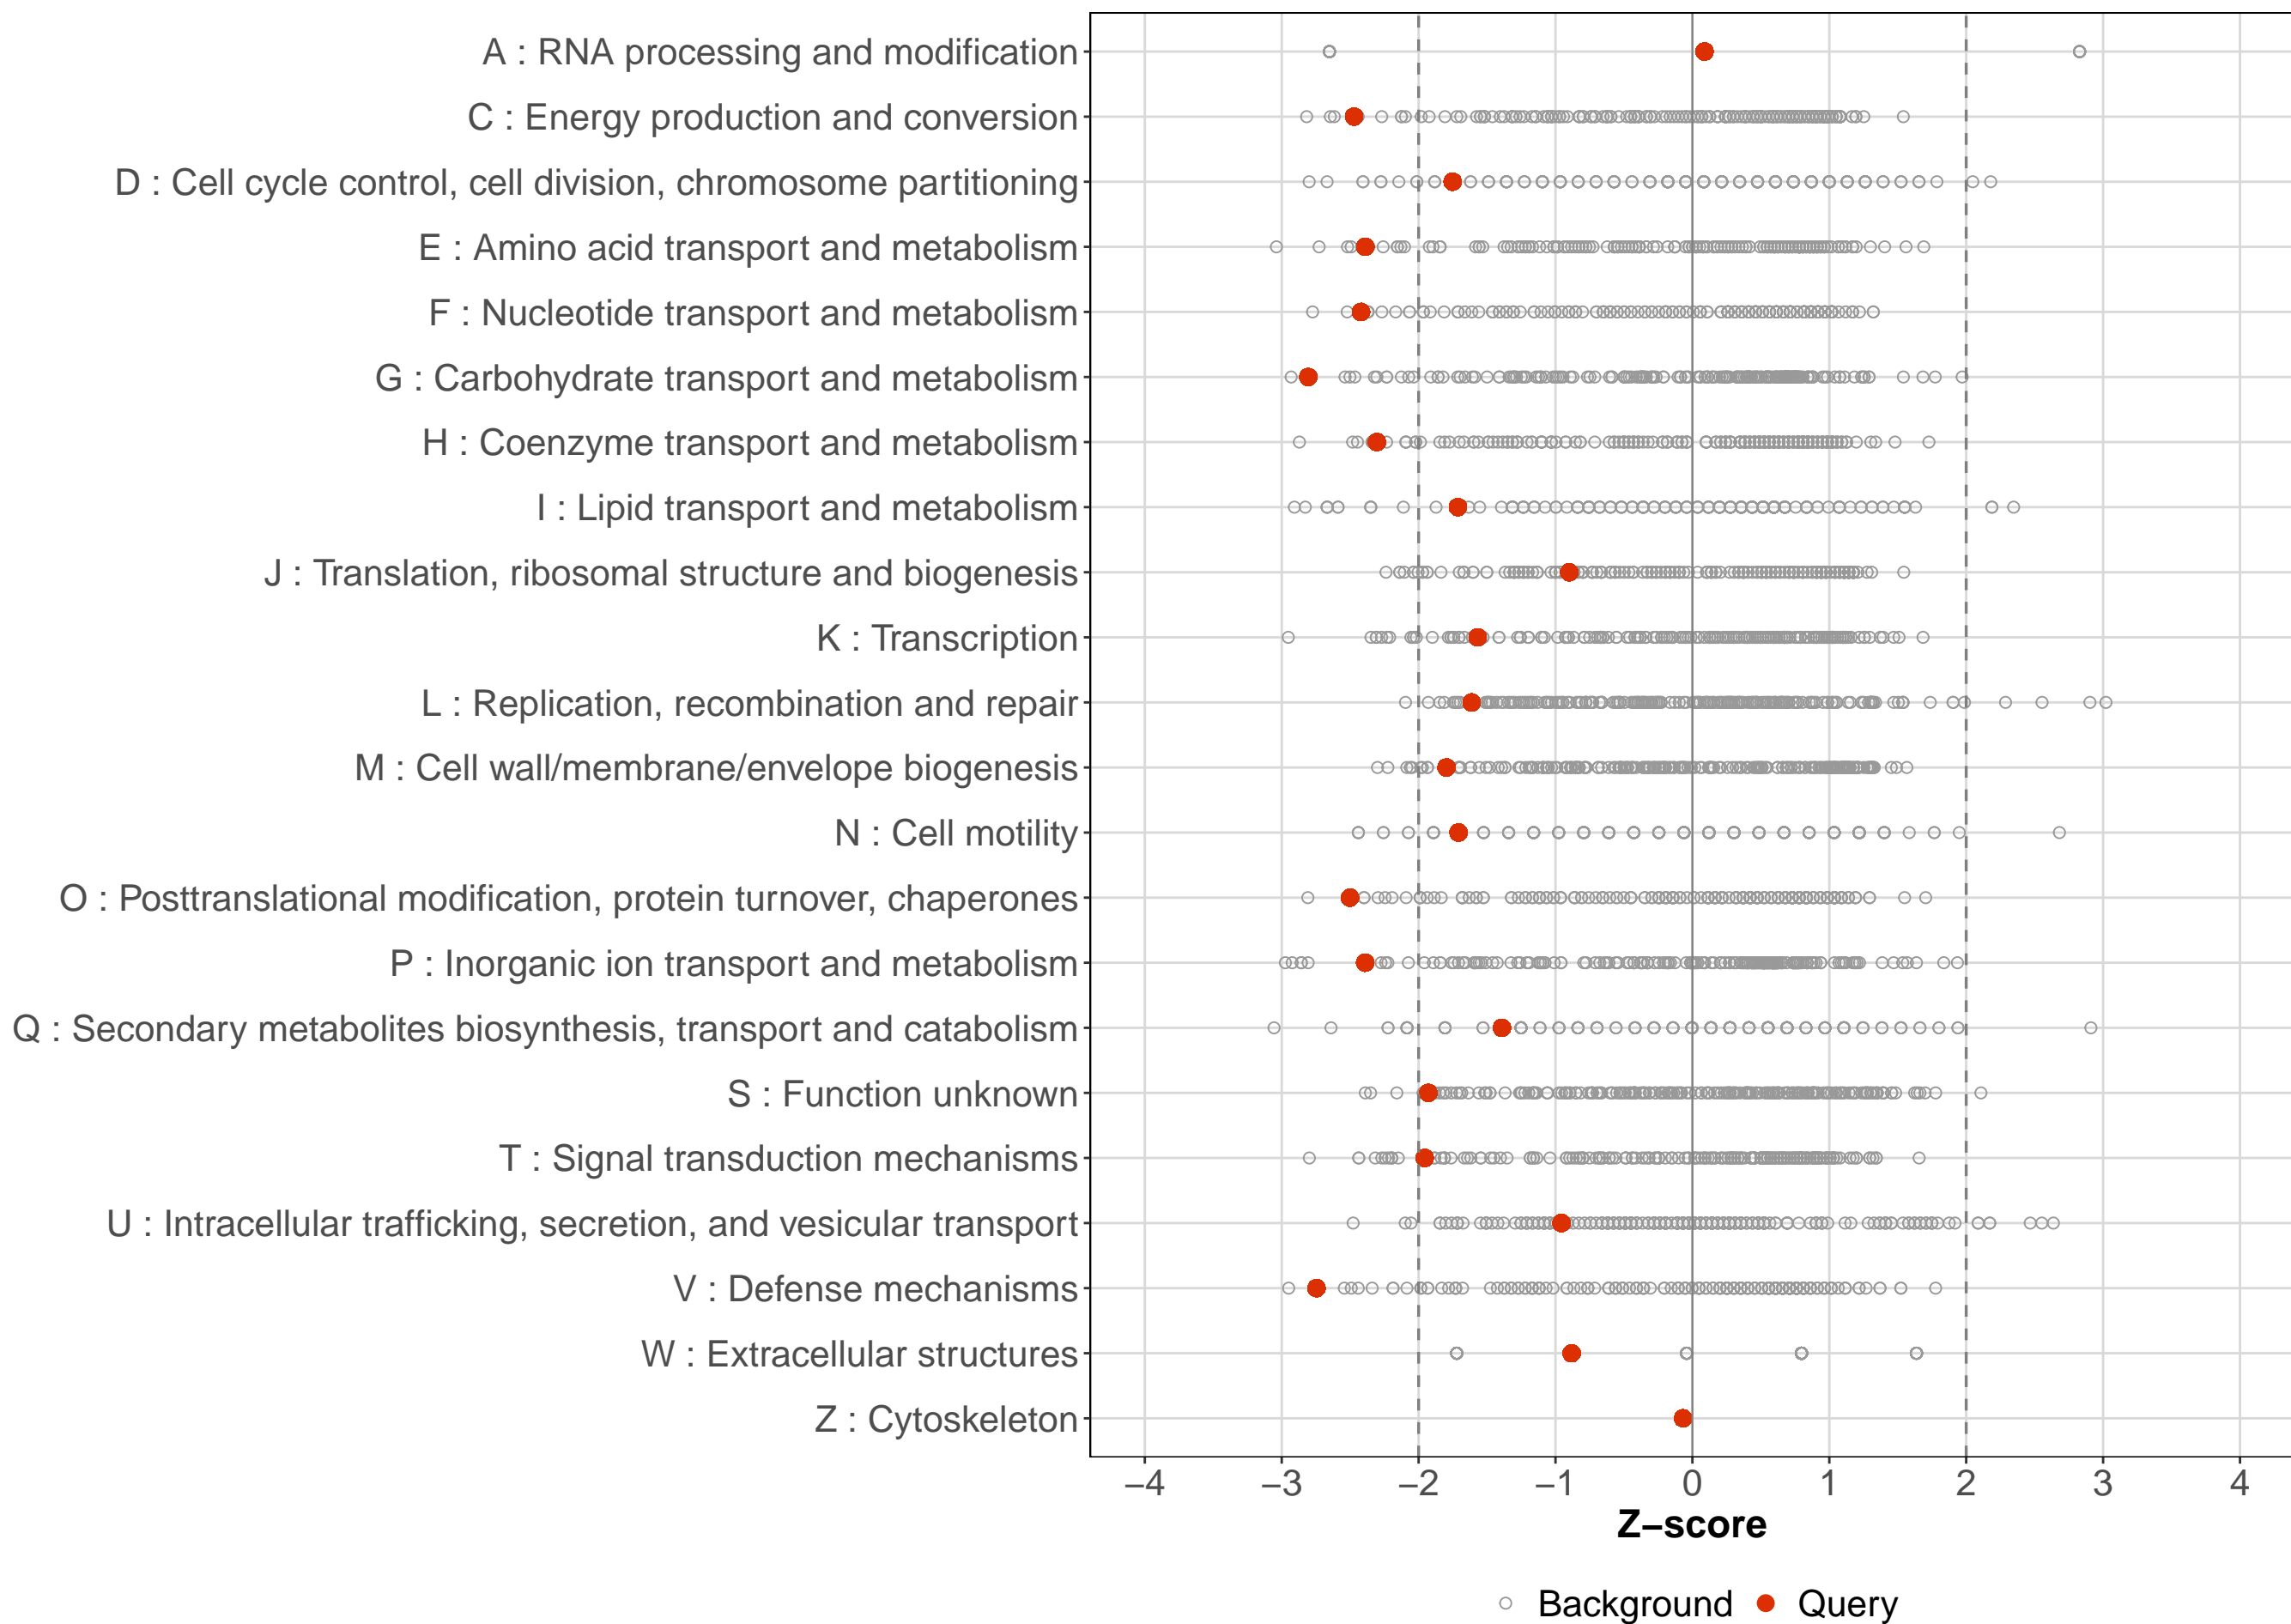 A : RNA processing and modification
C : Energy production and conversion
D : Cell cycle control, cell division, chromosome partitioning
E : Amino acid transport and metabolism
F : Nucleotide transport and metabolism
G : Carbohydrate transport and metabolism
H : Coenzyme transport and metabolism
I : Lipid transport and metabolism
J : Translation, ribosomal structure and biogenesis
K : Transcription
L : Replication, recombination and repair
M : Cell wall/membrane/envelope biogenesis
N : Cell motility
O : Posttranslational modification, protein turnover, chaperones
P : Inorganic ion transport and metabolism
Q : Secondary metabolites biosynthesis, transport and catabolism
S : Function unknown
T : Signal transduction mechanisms
U : Intracellular trafficking, secretion, and vesicular transport
V : Defense mechanisms
W : Extracellular structures
Z : Cytoskeleton
−4 −3 −2 −1 0 1 2 3 4
Z−score
Background Query